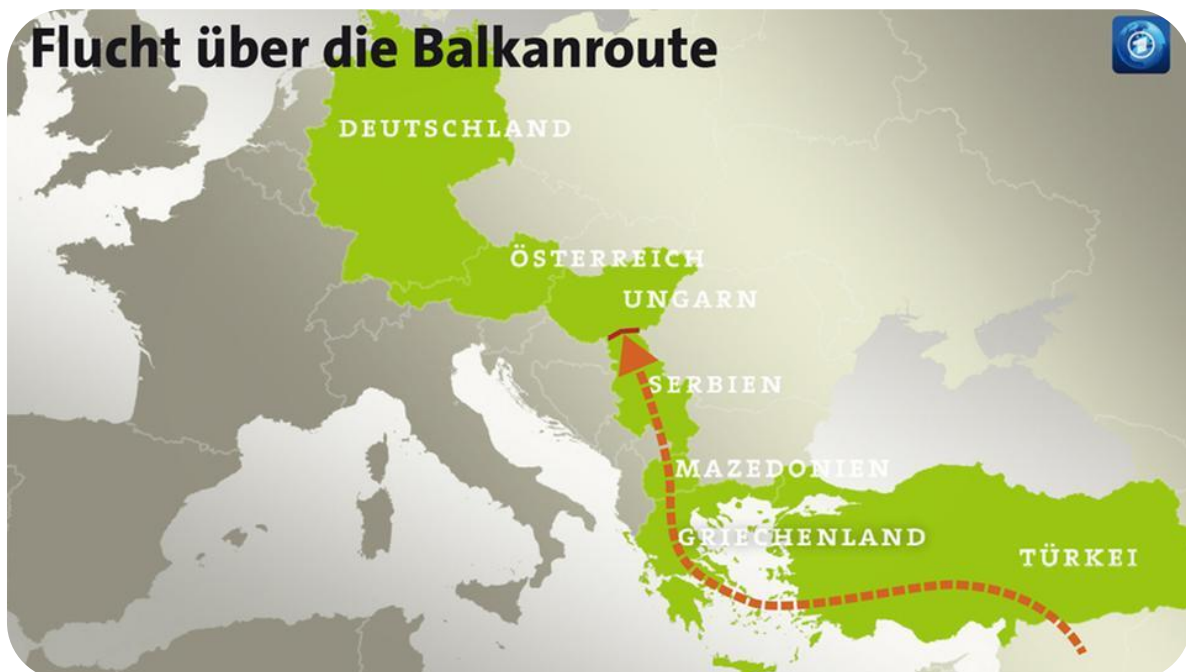 Flucht über die Balkanroute
DEUTSCHLAND
ÖSTERREICH
UNGARN
SERBIEN
MAZEDONIEN
GRIECHENLAND
TÜRKEI